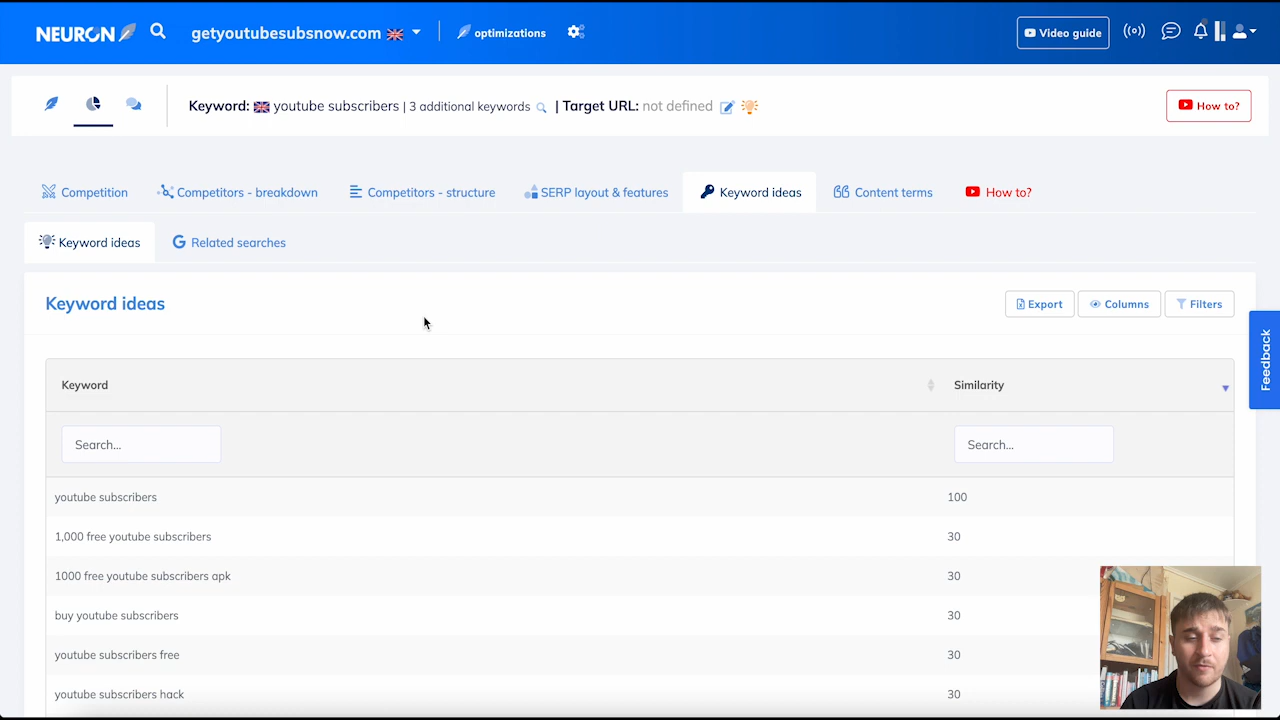 NEURON getyoutubesubsnow.com optimizations Video guide
Keyword: youtube subscribers | 3 additional keywords | Target URL: not defined How to?
Competition Competitors - breakdown Competitors - structure SERP layout & features Keyword ideas Content terms How to?
Keyword ideas Related searches
Keyword ideas Export Columns Filters
Feedback
Keyword Similarity
Search... Search...
youtube subscribers 100
1,000 free youtube subscribers 30
1000 free youtube subscribers apk 30
buy youtube subscribers 30
youtube subscribers free 30
youtube subscribers hack 30